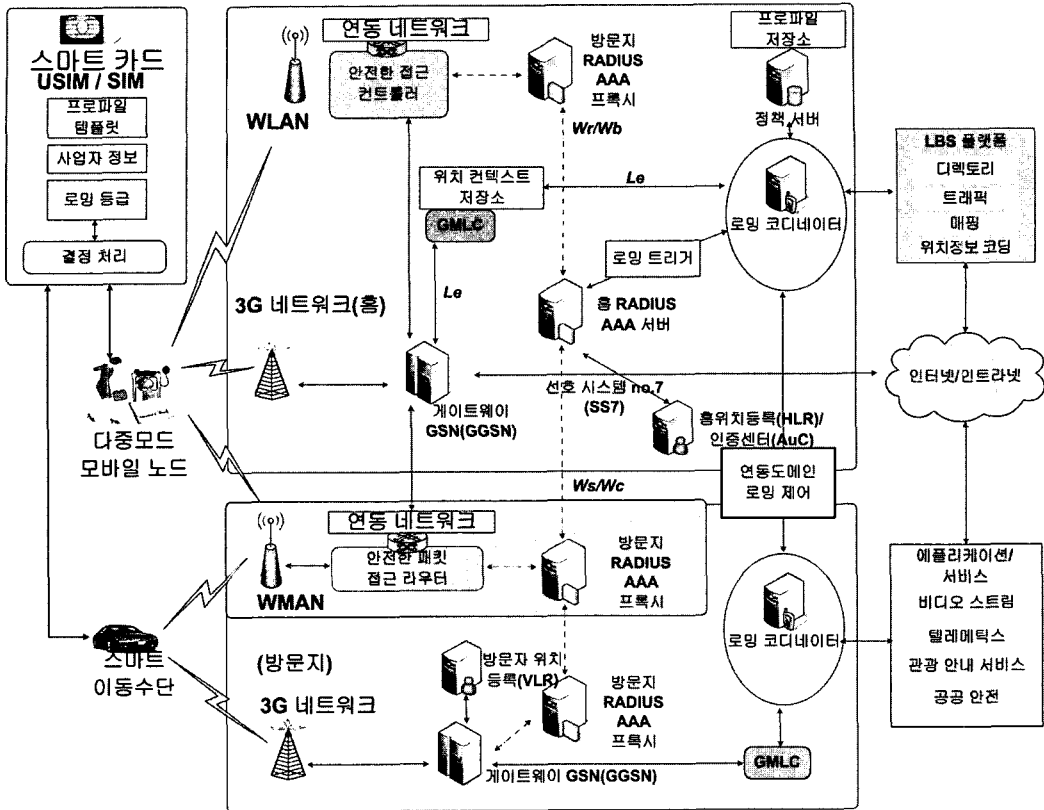 스마트 카드
USIM / SIM
프로파일
템플릿
사업자 정보
로밍 등급
결정 처리
다중모드
모바일 노드
스마트
이동수단
연동 네트워크
안전한 접근
컨트롤러
WLAN
방문지
RADIUS
AAA
프록시
Wr/Wb
프로파일
저장소
정책 서버
로밍 코디네이터
위치 컨텍스트
저장소
GMLC
Le
Le
로밍 트리거
홈 RADIUS
AAA 서버
3G 네트워크(홈)
게이트웨이
GSN(GGSN)
선호 시스템 no.7
(SS7)
홈위치등록(HLR)/
인증센터(AuC)
LBS 플랫폼
디렉토리
트래픽
매핑
위치정보 코딩
인터넷/인트라넷
연동도메인
로밍 제어
Ws/Wc
연동 네트워크
안전한 패킷
접근 라우터
WMAN
방문지
RADIUS
AAA
프록시
로밍 코디네이터
(방문지)
3G 네트워크
방문자 위치
등록(VLR)
방문지
RADIUS
AAA
프록시
게이트웨이 GSN(GGSN)
GMLC
에플리케이션/
서비스
비디오 스트림
텔레메틱스
관광 안내 서비스
공공 안전